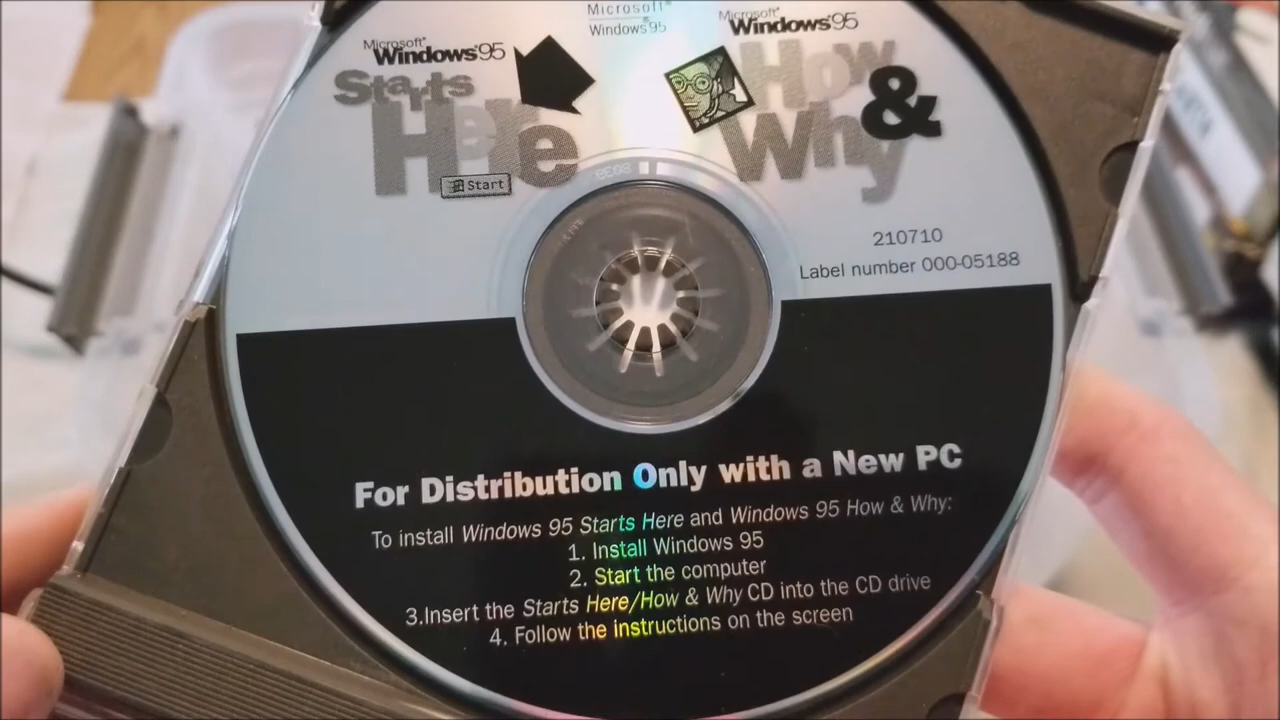 Microsoft®
Windows®95
Microsoft®
Windows®95
Starts
Here
Start
Microsoft®
Windows®95
How
&
Why
210710
Label number 000-05188
For Distribution Only with a New PC
To install Windows 95 Starts Here and Windows 95 How & Why:
1. Install Windows 95
2. Start the computer
3.Insert the Starts Here/How & Why CD into the CD drive
4. Follow the instructions on the screen